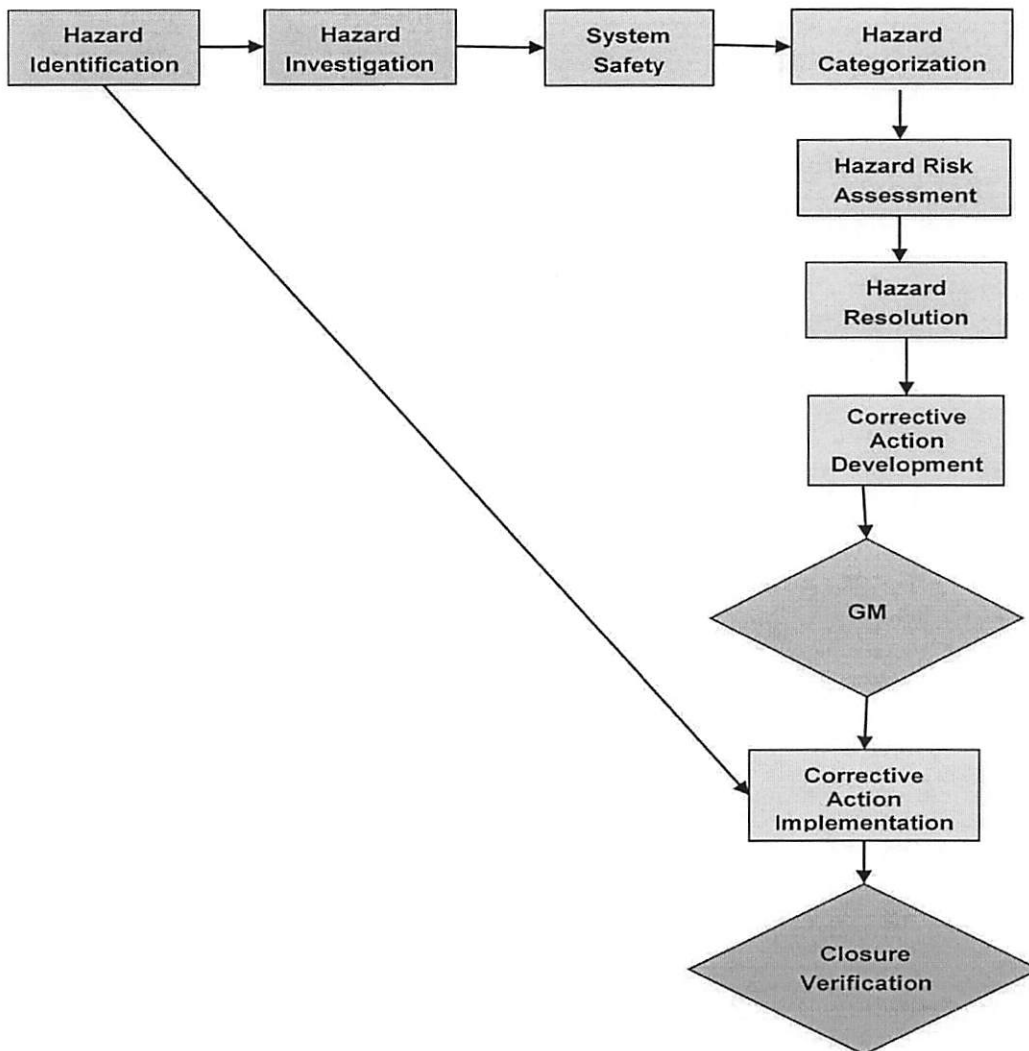 Hazard
Identification
Hazard
Investigation
System
Safety
Hazard
Categorization
Hazard Risk
Assessment
Hazard
Resolution
Corrective
Action
Development
GM
Corrective
Action
Implementation
Closure
Verification